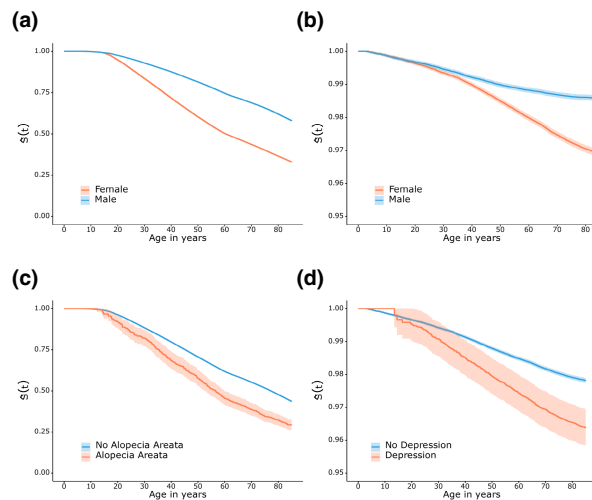 (a)
1.00
0.75
0.50
0.25
0.00
Ŝ(t)
Female
Male
0 10 20 30 40 50 60 70 80
Age in years
(b)
1.00
0.99
0.98
0.97
0.96
0.95
Ŝ(t)
Female
Male
0 10 20 30 40 50 60 70 80
Age in years
(c)
1.00
0.75
0.50
0.25
0.00
Ŝ(t)
No Alopecia Areata
Alopecia Areata
0 10 20 30 40 50 60 70 80
Age in years
(d)
1.00
0.99
0.98
0.97
0.96
0.95
Ŝ(t)
No Depression
Depression
0 10 20 30 40 50 60 70 80
Age in years